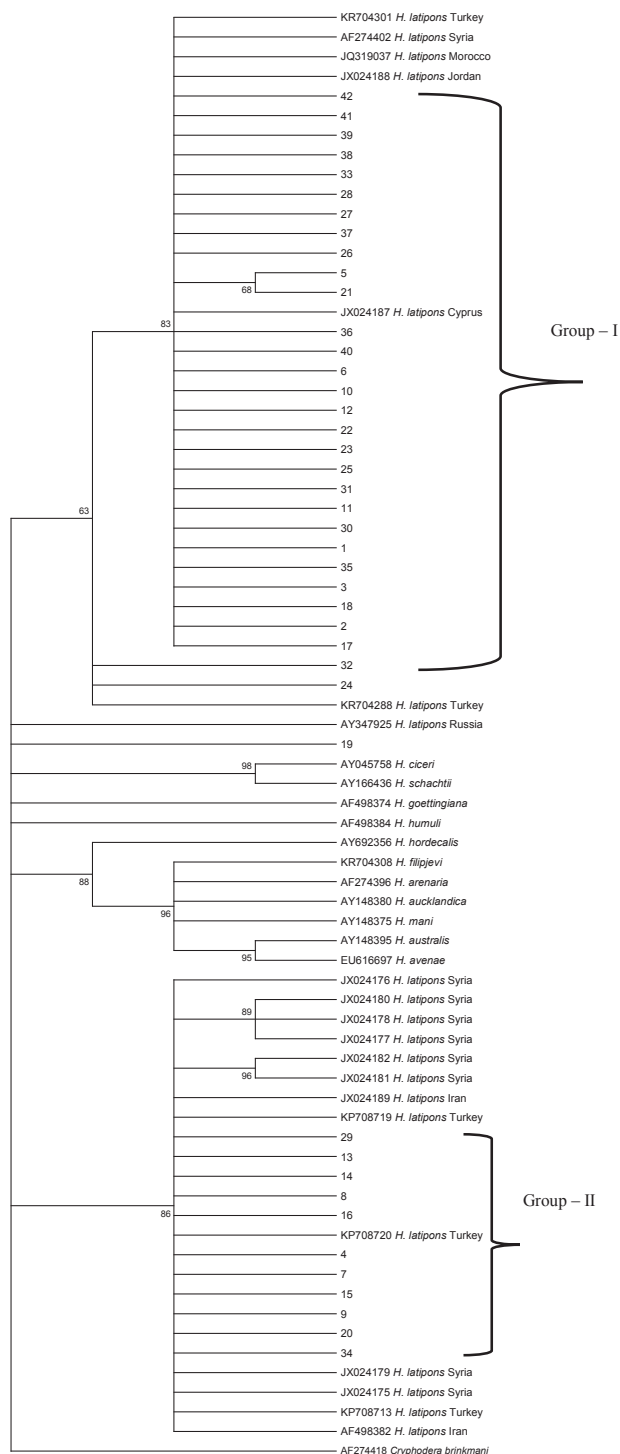 KR704301 H. latipons Turkey
AF274402 H. latipons Syria
JQ319037 H. latipons Morocco
JX024188 H. latipons Jordan
42
41
39
38
33
28
27
37
26
5
21
68
JX024187 H. latipons Cyprus
83
36
Group – I
40
6
10
12
22
23
25
31
11
63
30
1
35
3
18
2
17
32
24
KR704288 H. latipons Turkey
AY347925 H. latipons Russia
19
AY045758 H. ciceri
98
AY166436 H. schachtii
AF498374 H. goettingiana
AF498384 H. humuli
AY692356 H. hordecalis
KR704308 H. filipjevi
88
AF274396 H. arenaria
AY148380 H. aucklandica
96
AY148375 H. mani
AY148395 H. australis
95
EU616697 H. avenae
JX024176 H. latipons Syria
JX024180 H. latipons Syria
89
JX024178 H. latipons Syria
JX024177 H. latipons Syria
JX024182 H. latipons Syria
96
JX024181 H. latipons Syria
JX024189 H. latipons Iran
KP708719 H. latipons Turkey
29
13
14
8
Group – II
86
16
KP708720 H. latipons Turkey
4
7
15
9
20
34
JX024179 H. latipons Syria
JX024175 H. latipons Syria
KP708713 H. latipons Turkey
AF498382 H. latipons Iran
AF274418 Cryphodera brinkmani